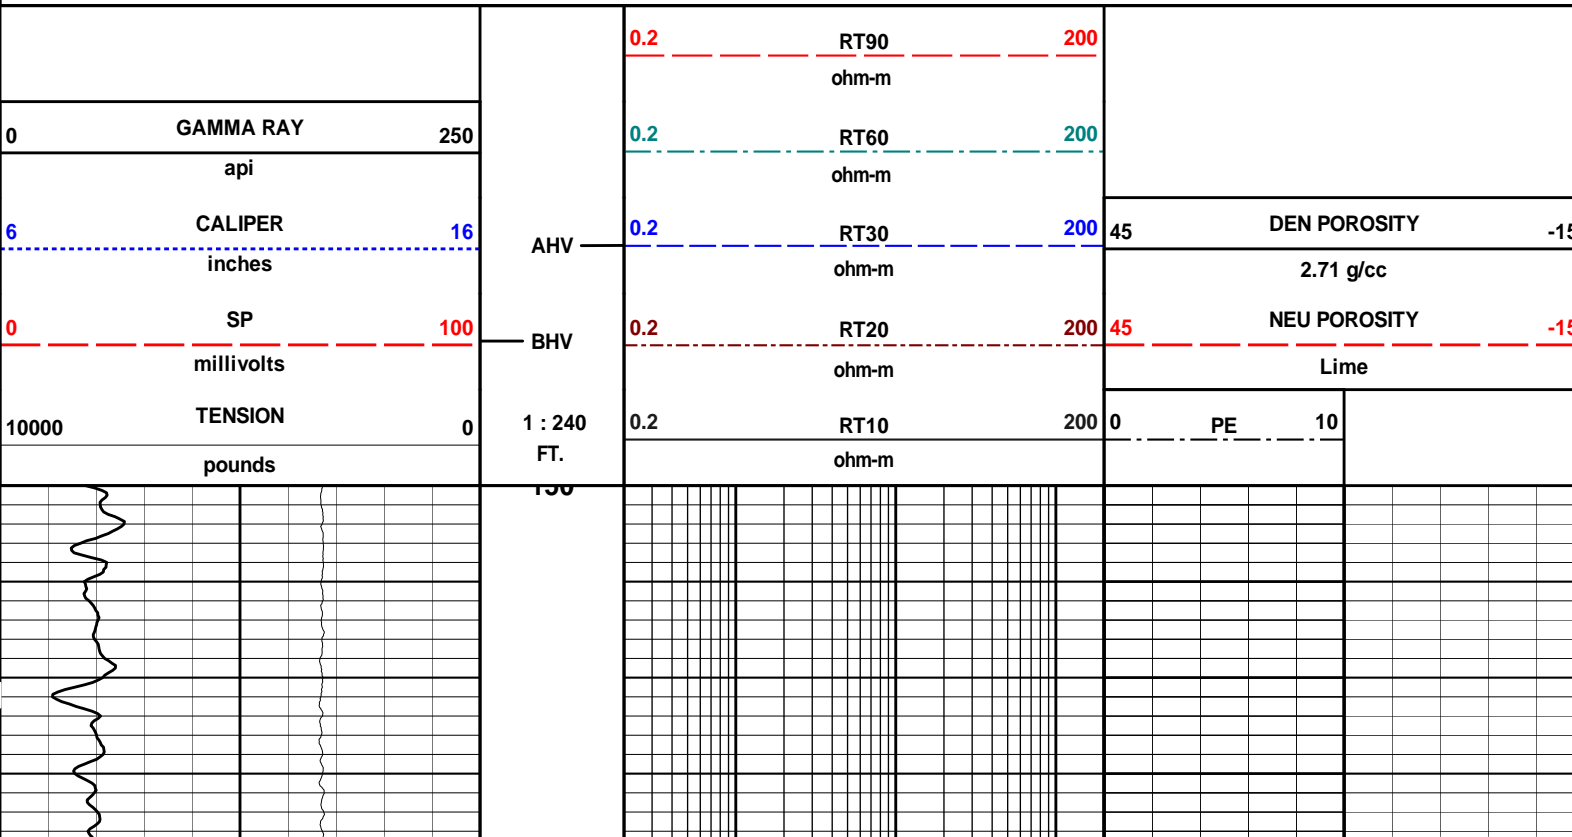 0.2 RT90 200
ohm-m
0 GAMMA RAY 250
api
0.2 RT60 200
ohm-m
6 CALIPER 16
inches
AHV
0.2 RT30 200
ohm-m
45 DEN POROSITY -15
2.71 g/cc
0 SP 100
millivolts
BHV
0.2 RT20 200
ohm-m
45 NEU POROSITY -15
Lime
10000 TENSION 0
pounds
1 : 240
FT.
0.2 RT10 200
ohm-m
0 PE 10